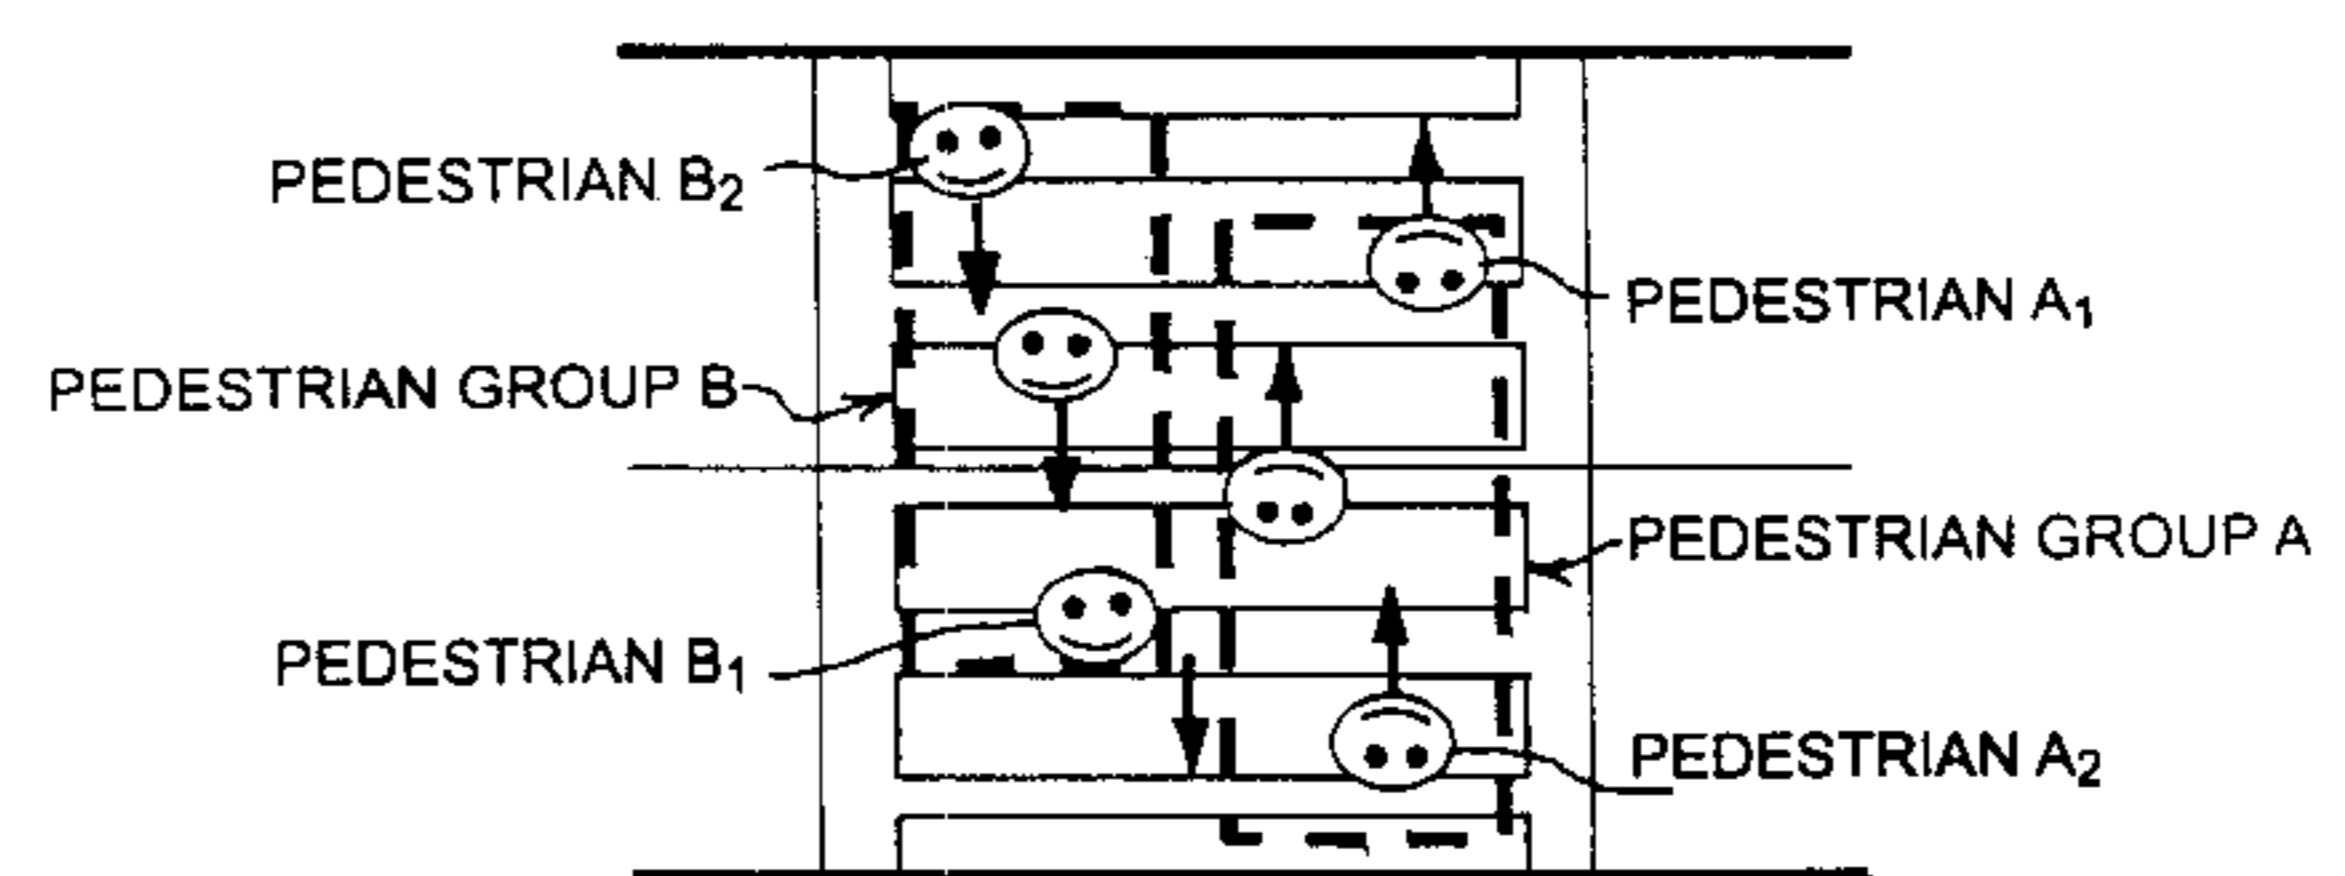 PEDESTRIAN B₂
PEDESTRIAN A₁
PEDESTRIAN GROUP B
PEDESTRIAN GROUP A
PEDESTRIAN B₁
PEDESTRIAN A₂